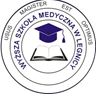 USUS MAGISTER EST OPTIMUS
WYŻSZA SZKOŁA MEDYCZNA W LEGNICY